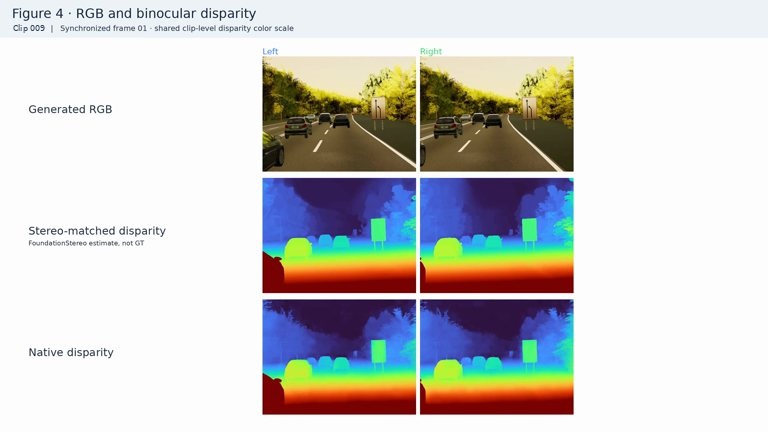 Figure 4 · RGB and binocular disparity
Clip 009 | Synchronized frame 01 · shared clip-level disparity color scale
Left
Right
Generated RGB
Stereo-matched disparity
FoundationStereo estimate, not GT
Native disparity